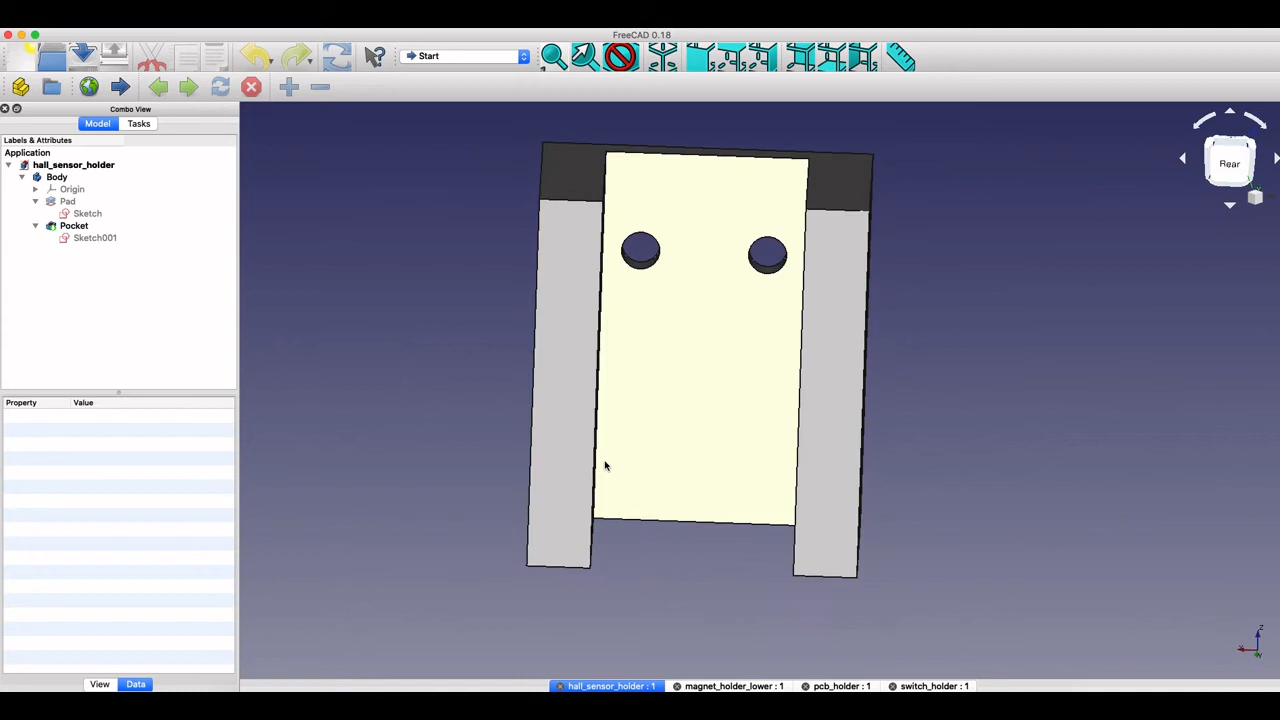 FreeCAD 0.18
Start
Combo View
Model Tasks
Labels & Attributes
Application
hall_sensor_holder
Body
Origin
Pad
Sketch
Pocket
Sketch001
Property Value
View Data
Rear
Z
X
Y
hall_sensor_holder : 1
magnet_holder_lower : 1
pcb_holder : 1
switch_holder : 1